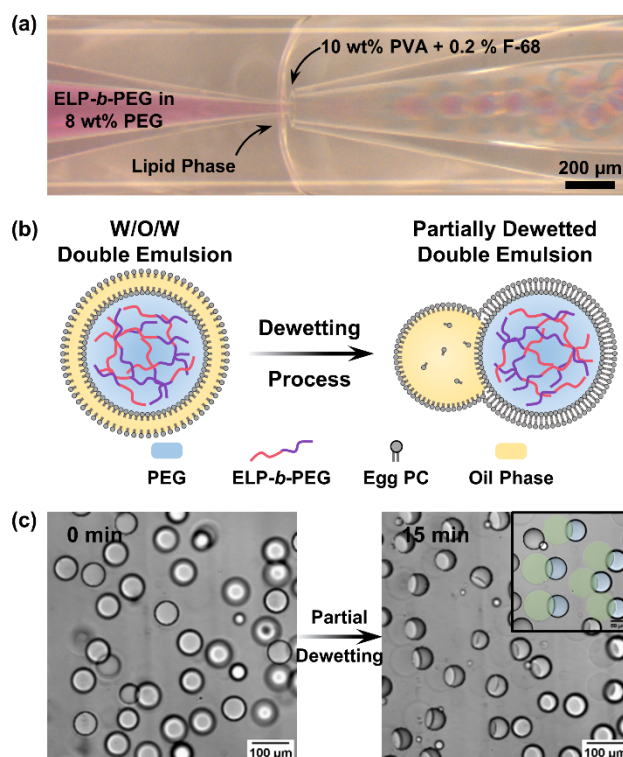 (a)
10 wt% PVA + 0.2 % F-68
ELP-b-PEG in
8 wt% PEG
Lipid Phase
200 µm
(b)
W/O/W
Double Emulsion
Partially Dewetted
Double Emulsion
Dewetting
Process
PEG
ELP-b-PEG
Egg PC
Oil Phase
(c)
0 min
15 min
Partial
Dewetting
100 µm
100 µm